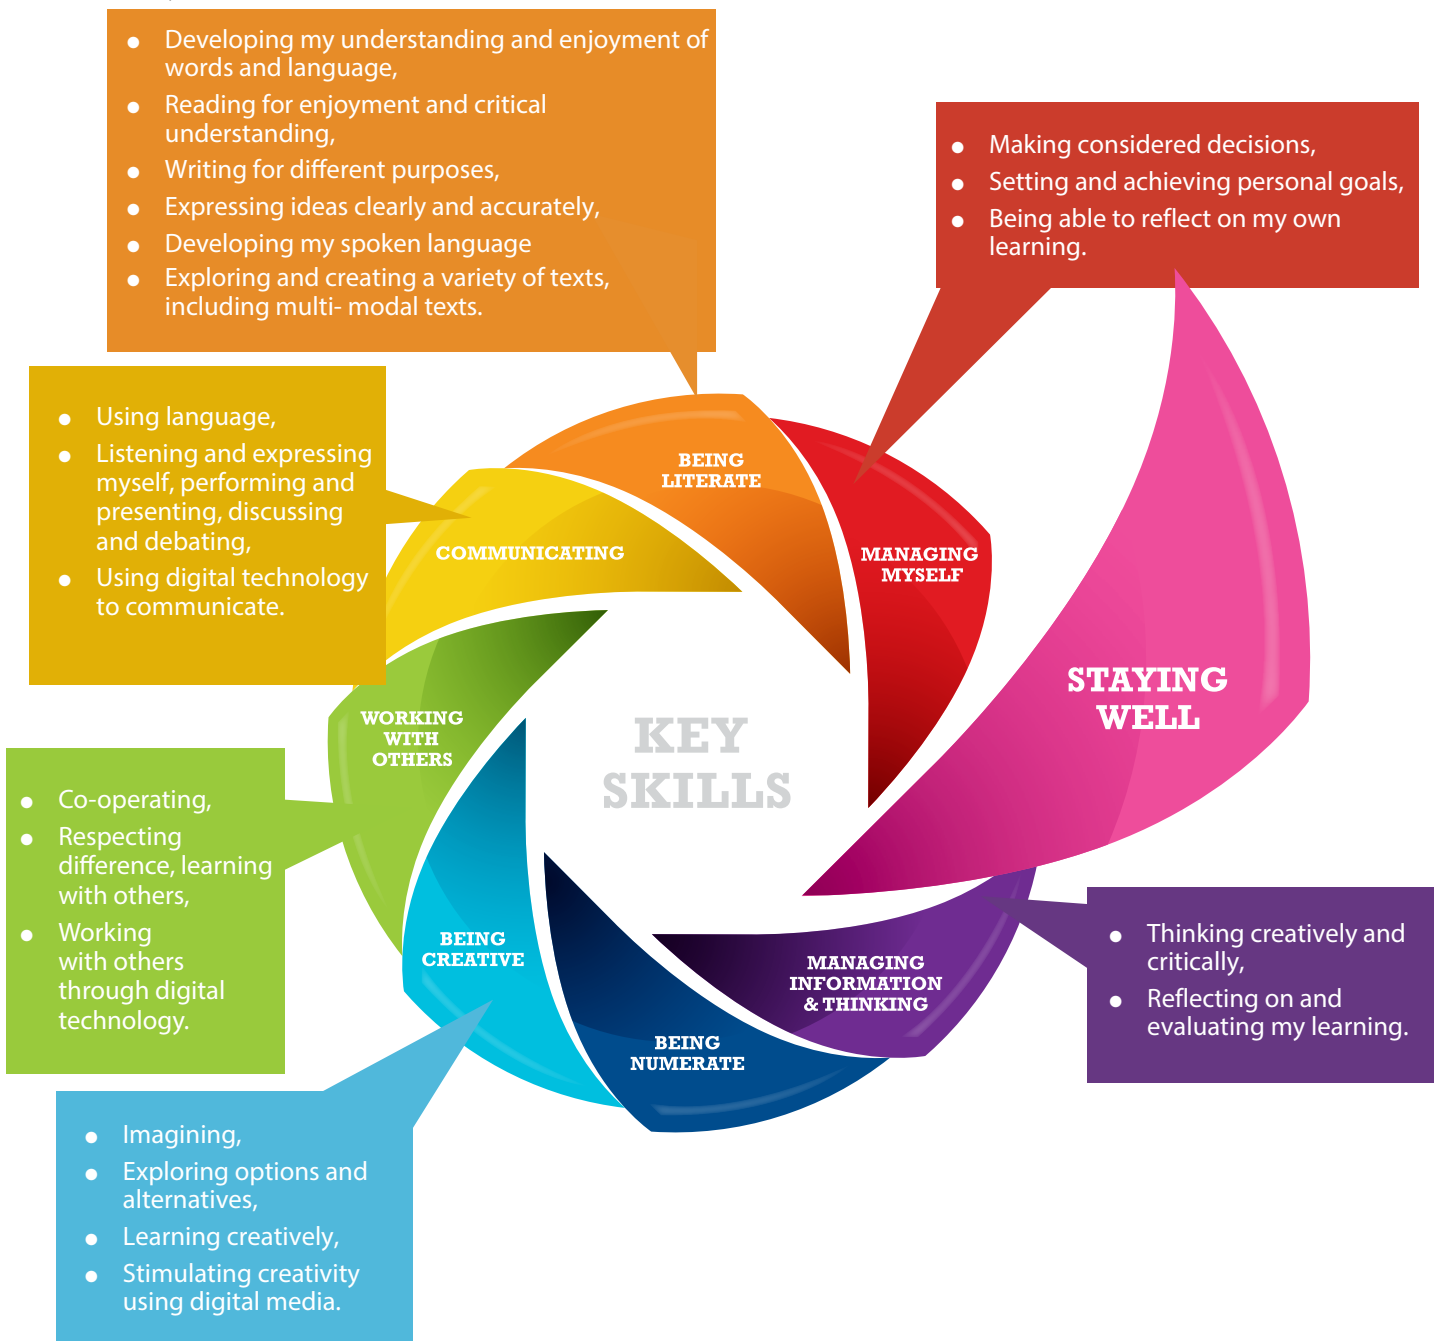 ● Developing my understanding and enjoyment of
words and language,
● Reading for enjoyment and critical
understanding,
● Writing for different purposes,
● Expressing ideas clearly and accurately,
● Developing my spoken language
● Exploring and creating a variety of texts,
including multi- modal texts.
● Making considered decisions,
● Setting and achieving personal goals,
● Being able to reflect on my own
learning.
● Using language,
● Listening and expressing
myself, performing and
presenting, discussing
and debating,
● Using digital technology
to communicate.
BEING
LITERATE
COMMUNICATING
MANAGING
MYSELF
STAYING
WELL
WORKING
WITH
OTHERS
KEY
SKILLS
● Co-operating,
● Respecting
difference, learning
with others,
● Working
with others
through digital
technology.
BEING
CREATIVE
MANAGING
INFORMATION
& THINKING
BEING
NUMERATE
● Thinking creatively and
critically,
● Reflecting on and
evaluating my learning.
● Imagining,
● Exploring options and
alternatives,
● Learning creatively,
● Stimulating creativity
using digital media.